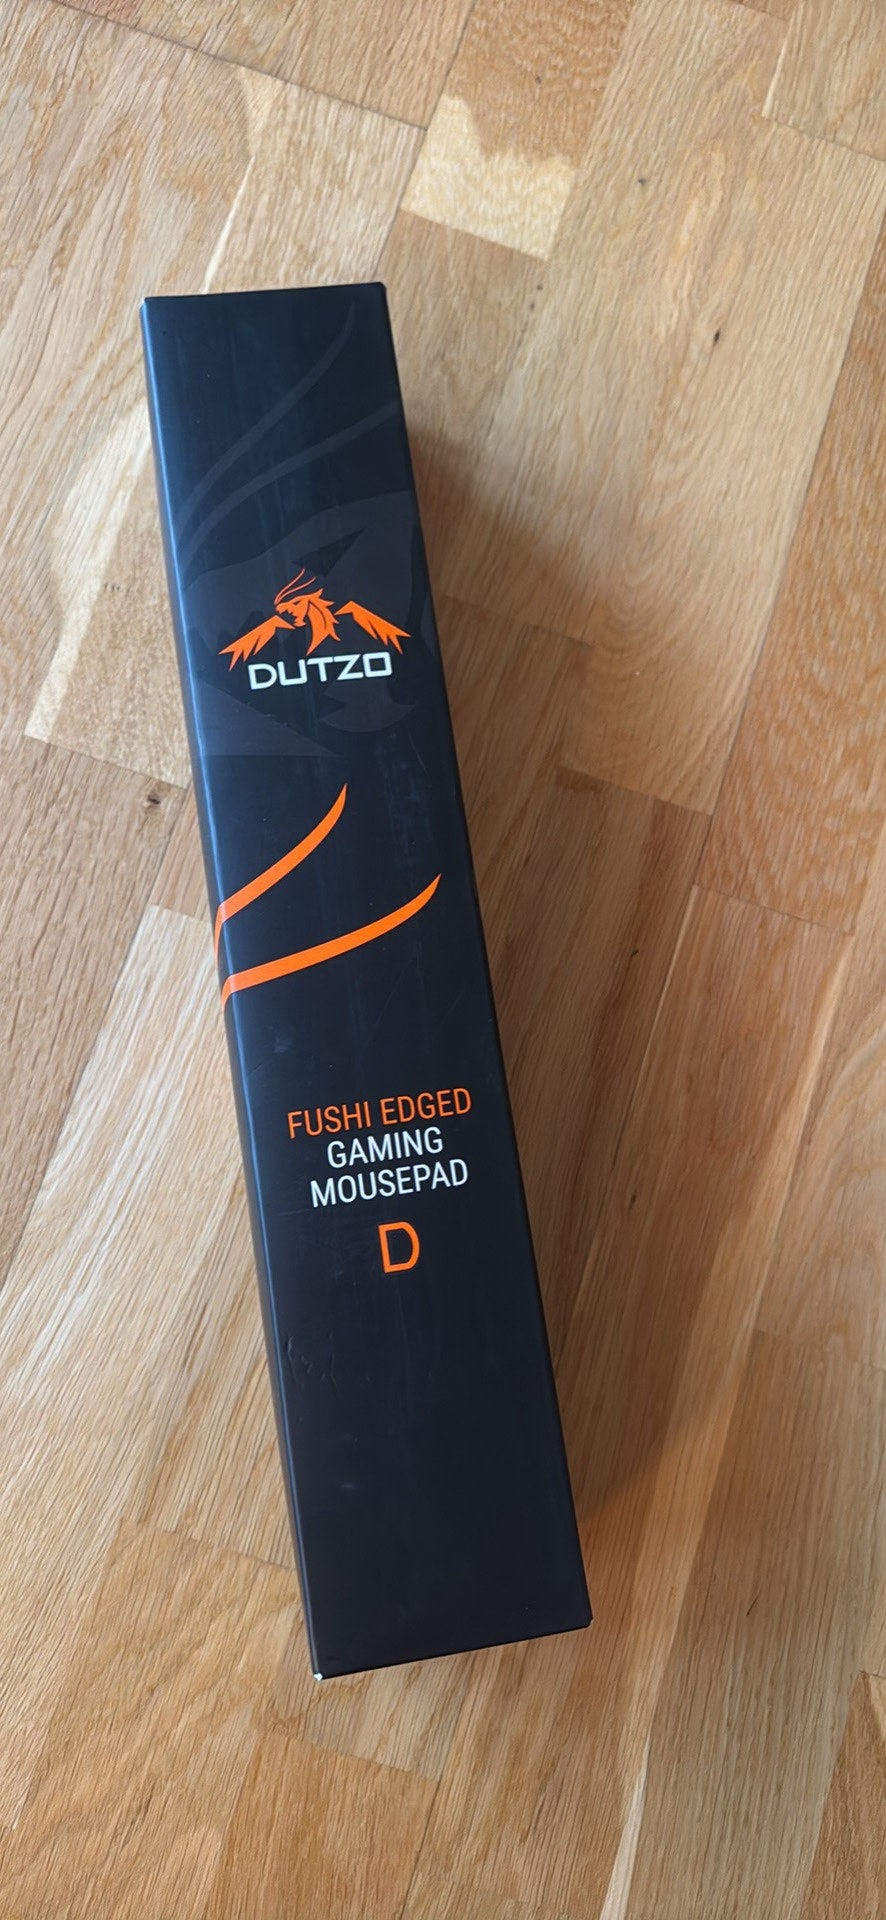 DUTZO
FUSHI EDGED
GAMING
MOUSEPAD
D